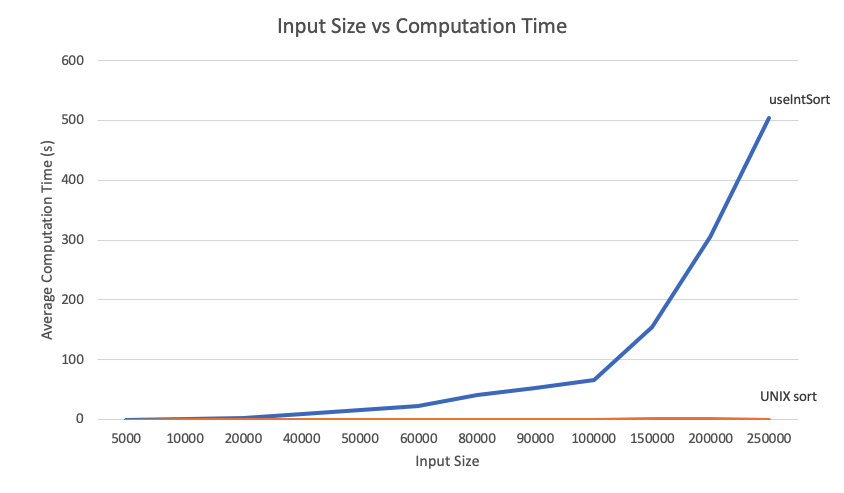 Input Size vs Computation Time
600
500
400
300
200
100
0
Average Computation Time (s)
useIntSort
UNIX sort
5000 10000 20000 40000 50000 60000 80000 90000 100000 150000 200000 250000
Input Size